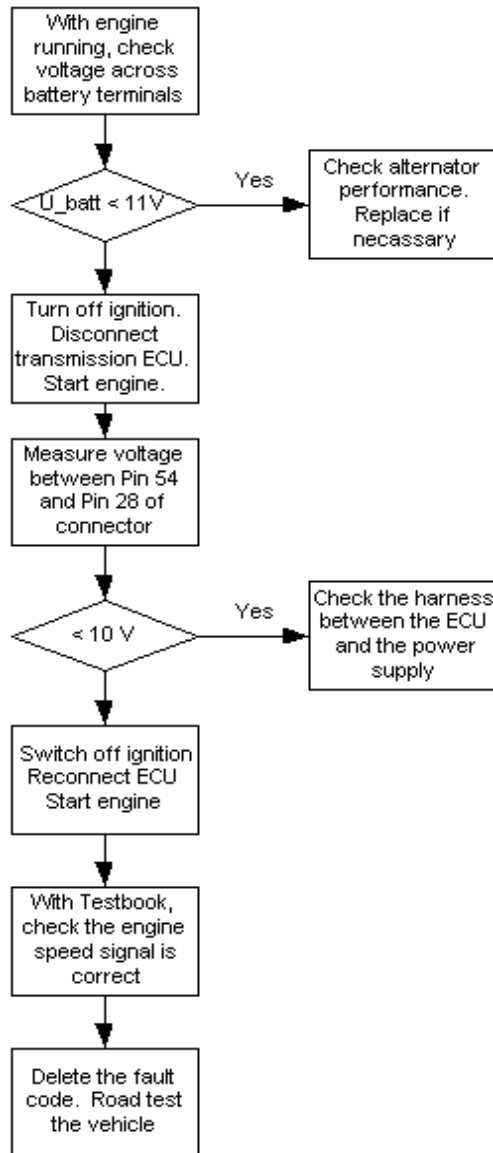 With engine
running, check
voltage across
battery terminals
U_batt < 11V
Yes
Check alternator
performance.
Replace if
necassary
Turn off ignition.
Disconnect
transmission ECU.
Start engine.
Measure voltage
between Pin 54
and Pin 28 of
connector
< 10 V
Yes
Check the harness
between the ECU
and the power
supply
Switch off ignition
Reconnect ECU
Start engine
With Testbook,
check the engine
speed signal is
correct
Delete the fault
code. Road test
the vehicle